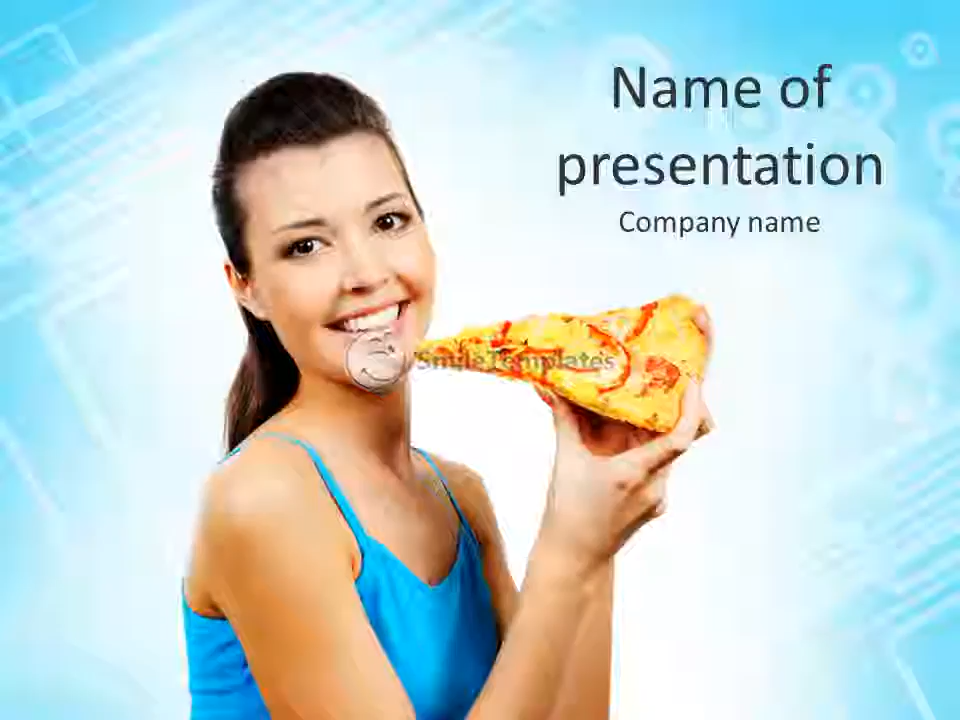 Name of
presentation
Company name
SmileTemplates